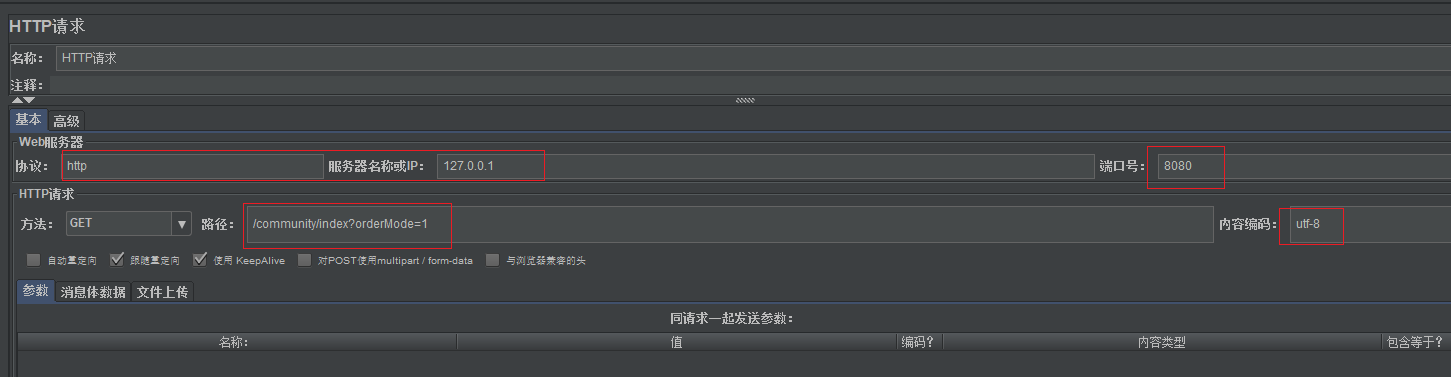 HTTP请求
名称： HTTP请求
注释：
基本 高级
Web服务器
协议： http 服务器名称或IP： 127.0.0.1 端口号： 8080
HTTP请求
方法： GET 路径： /community/index?orderMode=1 内容编码： utf-8
自动重定向 跟随重定向 使用 KeepAlive 对POST使用multipart / form-data 与浏览器兼容的头
参数 消息体数据 文件上传
同请求一起发送参数：
名称： 值 编码？ 内容类型 包含等于？